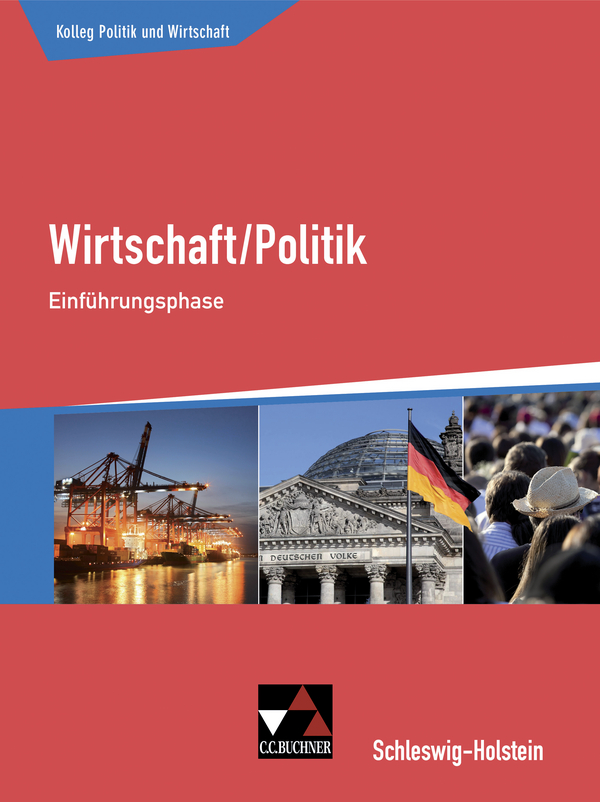 Kolleg Politik und Wirtschaft
Wirtschaft/Politik
Einführungsphase
DEUTSCHEN VOLKE
C.C.BUCHNER
Schleswig-Holstein